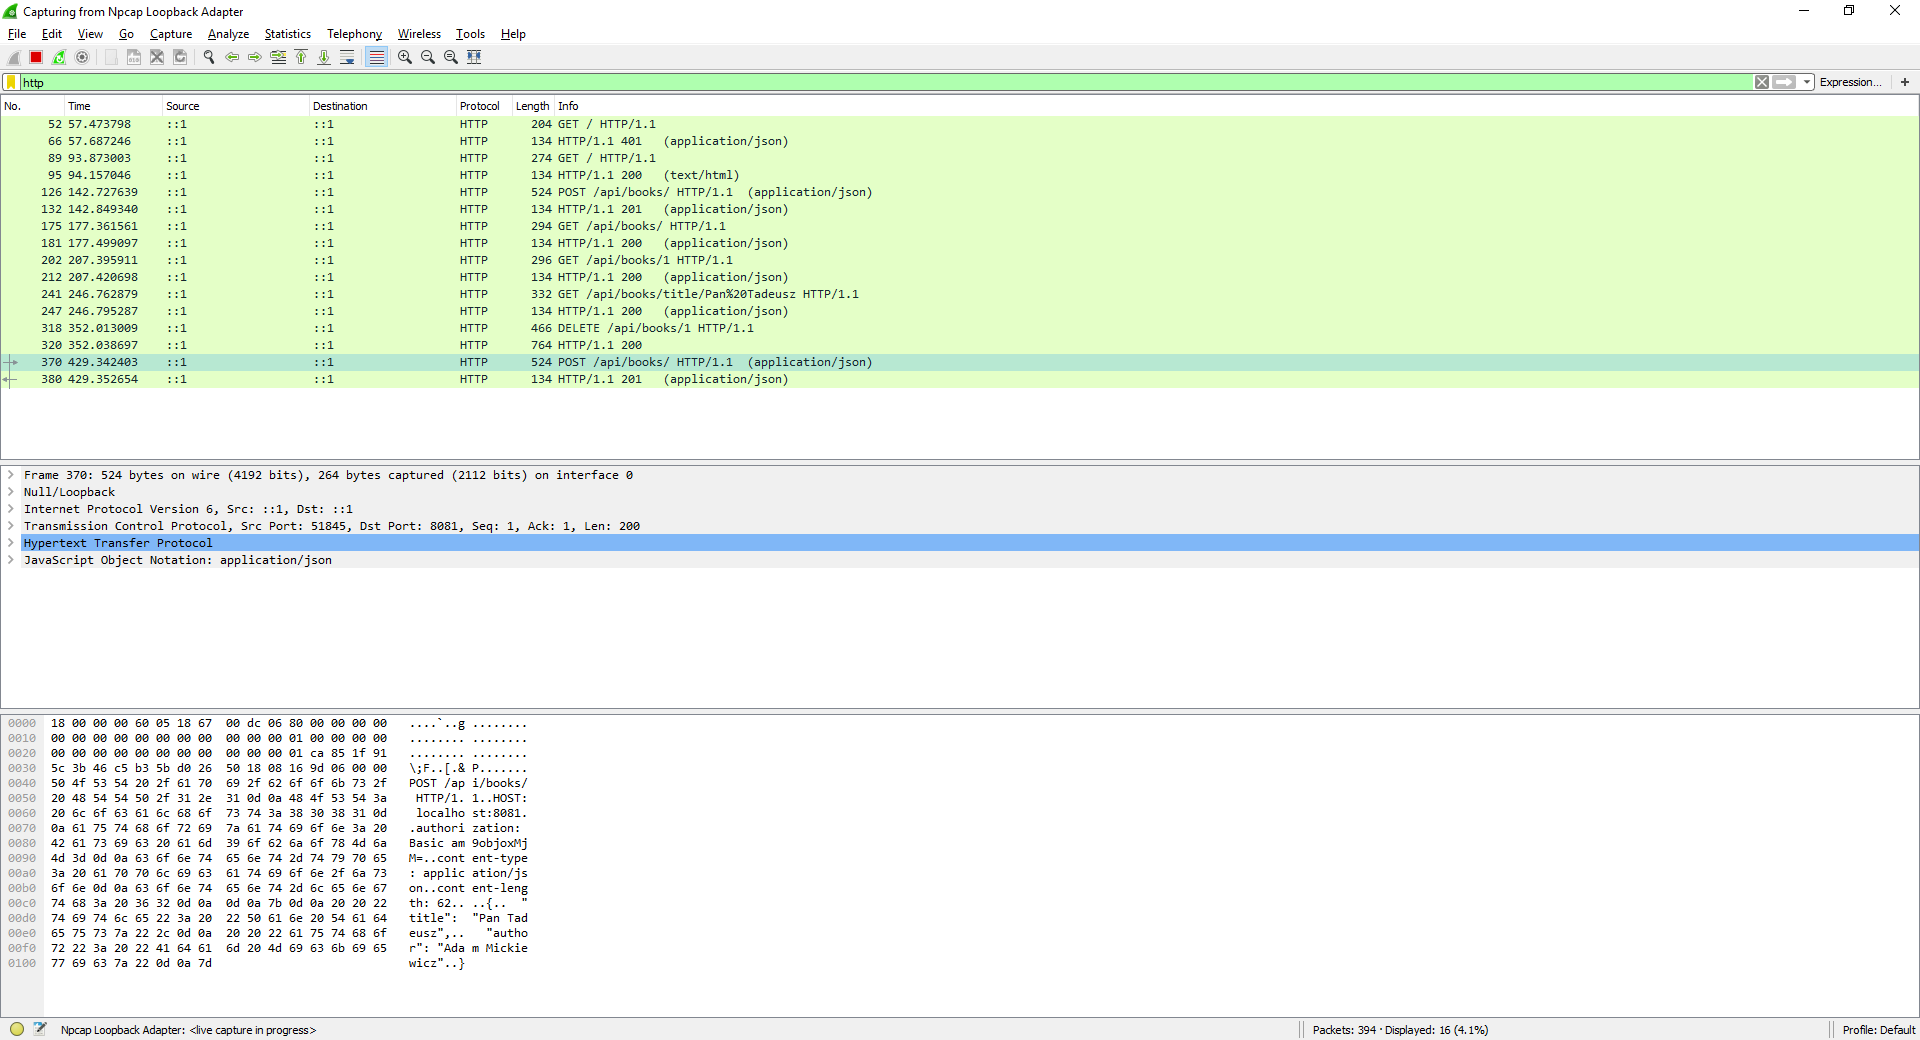 Capturing from Npcap Loopback Adapter
File Edit View Go Capture Analyze Statistics Telephony Wireless Tools Help
http Expression... +
No. Time Source Destination Protocol Length Info
52 57.473798 ::1 ::1 HTTP 204 GET / HTTP/1.1
66 57.687246 ::1 ::1 HTTP 134 HTTP/1.1 401 (application/json)
89 93.873003 ::1 ::1 HTTP 274 GET / HTTP/1.1
95 94.157046 ::1 ::1 HTTP 134 HTTP/1.1 200 (text/html)
126 142.727639 ::1 ::1 HTTP 524 POST /api/books/ HTTP/1.1 (application/json)
132 142.849340 ::1 ::1 HTTP 134 HTTP/1.1 201 (application/json)
175 177.361561 ::1 ::1 HTTP 294 GET /api/books/ HTTP/1.1
181 177.499097 ::1 ::1 HTTP 134 HTTP/1.1 200 (application/json)
202 207.395911 ::1 ::1 HTTP 296 GET /api/books/1 HTTP/1.1
212 207.420698 ::1 ::1 HTTP 134 HTTP/1.1 200 (application/json)
241 246.762879 ::1 ::1 HTTP 332 GET /api/books/title/Pan%20Tadeusz HTTP/1.1
247 246.795287 ::1 ::1 HTTP 134 HTTP/1.1 200 (application/json)
318 352.013009 ::1 ::1 HTTP 466 DELETE /api/books/1 HTTP/1.1
320 352.038697 ::1 ::1 HTTP 764 HTTP/1.1 200
370 429.342403 ::1 ::1 HTTP 524 POST /api/books/ HTTP/1.1 (application/json)
380 429.352654 ::1 ::1 HTTP 134 HTTP/1.1 201 (application/json)
Frame 370: 524 bytes on wire (4192 bits), 264 bytes captured (2112 bits) on interface 0
Null/Loopback
Internet Protocol Version 6, Src: ::1, Dst: ::1
Transmission Control Protocol, Src Port: 51845, Dst Port: 8081, Seq: 1, Ack: 1, Len: 200
Hypertext Transfer Protocol
JavaScript Object Notation: application/json
0000 18 00 00 00 60 05 18 67 00 dc 06 80 00 00 00 00 ....`..g ........
0010 00 00 00 00 00 00 00 00 00 00 00 01 00 00 00 00 ........ ........
0020 00 00 00 00 00 00 00 00 00 00 00 01 ca 85 1f 91 ........ ........
0030 5c 3b 46 c5 b3 5b d0 26 50 18 08 16 9d 06 00 00 \;F..[.& P.......
0040 50 4f 53 54 20 2f 61 70 69 2f 62 6f 6f 6b 73 2f POST /ap i/books/
0050 20 48 54 54 50 2f 31 2e 31 0d 0a 48 4f 53 54 3a HTTP/1. 1..HOST:
0060 20 6c 6f 63 61 6c 68 6f 73 74 3a 38 30 38 31 0d localho st:8081.
0070 0a 61 75 74 68 6f 72 69 7a 61 74 69 6f 6e 3a 20 .authori zation:
0080 42 61 73 69 63 20 61 6d 39 6f 62 6a 6f 78 4d 6a Basic am 9objoxMj
0090 4d 3d 0d 0a 63 6f 6e 74 65 6e 74 2d 74 79 70 65 M=..cont ent-type
00a0 3a 20 61 70 70 6c 69 63 61 74 69 6f 6e 2f 6a 73 : applic ation/js
00b0 6f 6e 0d 0a 63 6f 6e 74 65 6e 74 2d 6c 65 6e 67 on..cont ent-leng
00c0 74 68 3a 20 36 32 0d 0a 0d 0a 7b 0d 0a 20 20 22 th: 62.. ..{.. "
00d0 74 69 74 6c 65 22 3a 20 22 50 61 6e 20 54 61 64 title": "Pan Tad
00e0 65 75 73 7a 22 2c 0d 0a 20 20 22 61 75 74 68 6f eusz",.. "autho
00f0 72 22 3a 20 22 41 64 61 6d 20 4d 69 63 6b 69 65 r": "Ada m Mickie
0100 77 69 63 7a 22 0d 0a 7d wicz"..}
Npcap Loopback Adapter: <live capture in progress> Packets: 394 · Displayed: 16 (4.1%) Profile: Default